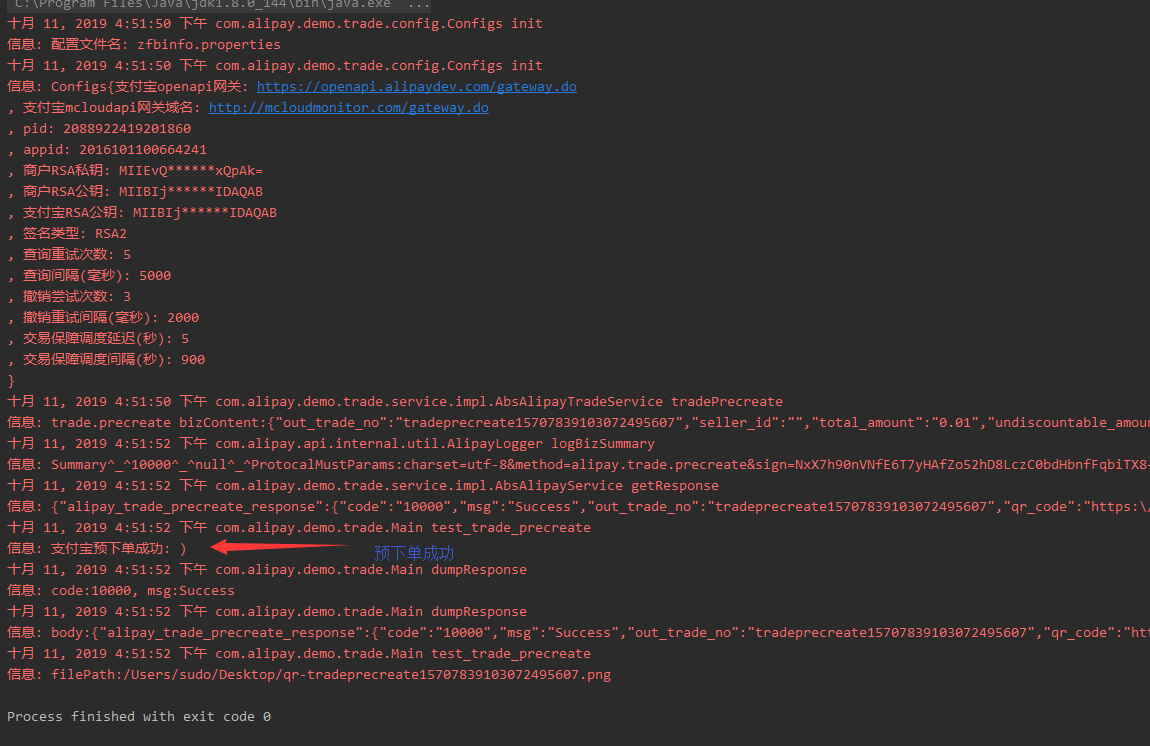 C:\Program Files\Java\jdk1.8.0_144\bin\java.exe" ...
十月 11, 2019 4:51:50 下午 com.alipay.demo.trade.config.Configs init
信息: 配置文件名: zfbinfo.properties
十月 11, 2019 4:51:50 下午 com.alipay.demo.trade.config.Configs init
信息: Configs{支付宝openapi网关: https://openapi.alipaydev.com/gateway.do
, 支付宝mcloudapi网关域名: http://mcloudmonitor.com/gateway.do
, pid: 2088922419201860
, appid: 2016101100664241
, 商户RSA私钥: MIIEvQ******xQpAk=
, 商户RSA公钥: MIIBIj******IDAQAB
, 支付宝RSA公钥: MIIBIj******IDAQAB
, 签名类型: RSA2
, 查询重试次数: 5
, 查询间隔(毫秒): 5000
, 撤销尝试次数: 3
, 撤销重试间隔(毫秒): 2000
, 交易保障调度延迟(秒): 5
, 交易保障调度间隔(秒): 900
}
十月 11, 2019 4:51:50 下午 com.alipay.demo.trade.service.impl.AbsAlipayTradeService tradePrecreate
信息: trade.precreate bizContent:{"out_trade_no":"tradeprecreate15707839103072495607","seller_id":"","total_amount":"0.01","undiscountable_amou
十月 11, 2019 4:51:52 下午 com.alipay.api.internal.util.AlipayLogger logBizSummary
信息: Summary^_^10000^_^null^_^ProtocalMustParams:charset=utf-8&method=alipay.trade.precreate&sign=NxX7h90nVNfE6T7yHAfZo52hD8LczC0bdHbnfFqbiTX8
十月 11, 2019 4:51:52 下午 com.alipay.demo.trade.service.impl.AbsAlipayService getResponse
信息: {"alipay_trade_precreate_response":{"code":"10000","msg":"Success","out_trade_no":"tradeprecreate15707839103072495607","qr_code":"https:\/
十月 11, 2019 4:51:52 下午 com.alipay.demo.trade.Main test_trade_precreate
信息: 支付宝预下单成功: ) 预下单成功
十月 11, 2019 4:51:52 下午 com.alipay.demo.trade.Main dumpResponse
信息: code:10000, msg:Success
十月 11, 2019 4:51:52 下午 com.alipay.demo.trade.Main dumpResponse
信息: body:{"alipay_trade_precreate_response":{"code":"10000","msg":"Success","out_trade_no":"tradeprecreate15707839103072495607","qr_code":"htt
十月 11, 2019 4:51:52 下午 com.alipay.demo.trade.Main test_trade_precreate
信息: filePath:/Users/sudo/Desktop/qr-tradeprecreate15707839103072495607.png
Process finished with exit code 0